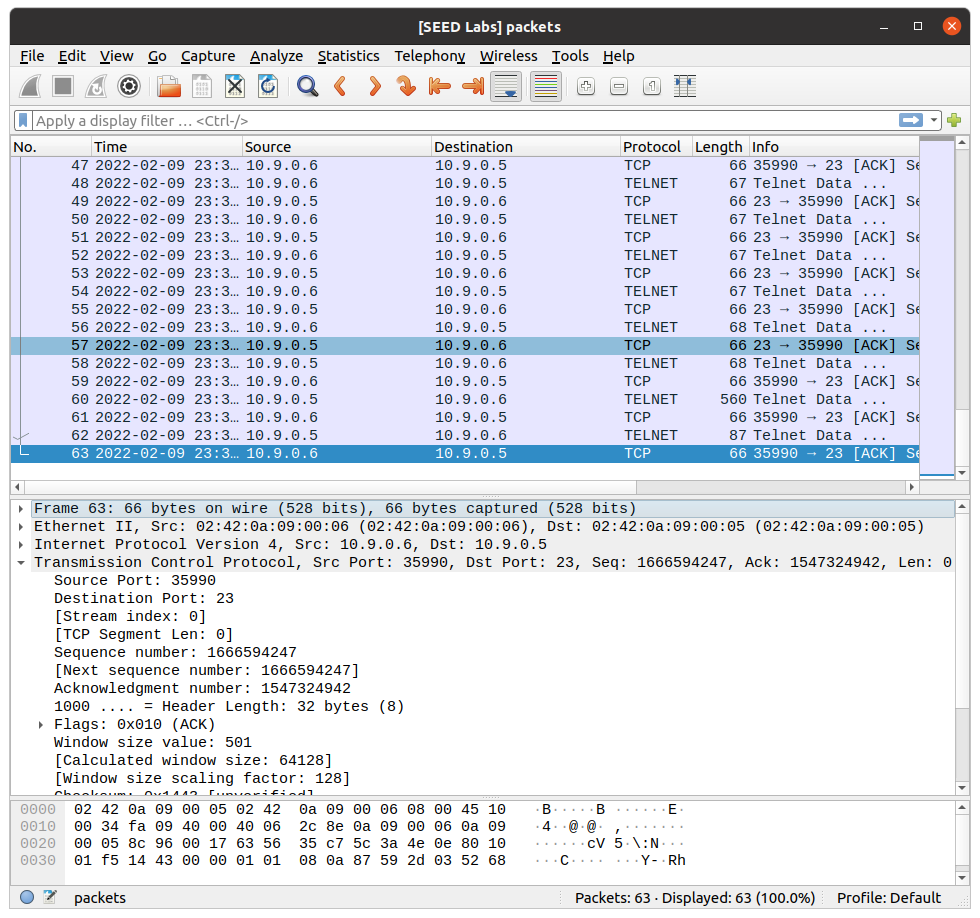 [SEED Labs] packets
File Edit View Go Capture Analyze Statistics Telephony Wireless Tools Help
Apply a display filter … <Ctrl-/>
No. Time Source Destination Protocol Length Info
47 2022-02-09 23:3… 10.9.0.6 10.9.0.5 TCP 66 35990 → 23 [ACK] Se
48 2022-02-09 23:3… 10.9.0.6 10.9.0.5 TELNET 67 Telnet Data ...
49 2022-02-09 23:3… 10.9.0.5 10.9.0.6 TCP 66 23 → 35990 [ACK] Se
50 2022-02-09 23:3… 10.9.0.6 10.9.0.5 TELNET 67 Telnet Data ...
51 2022-02-09 23:3… 10.9.0.5 10.9.0.6 TCP 66 23 → 35990 [ACK] Se
52 2022-02-09 23:3… 10.9.0.6 10.9.0.5 TELNET 67 Telnet Data ...
53 2022-02-09 23:3… 10.9.0.5 10.9.0.6 TCP 66 23 → 35990 [ACK] Se
54 2022-02-09 23:3… 10.9.0.6 10.9.0.5 TELNET 67 Telnet Data ...
55 2022-02-09 23:3… 10.9.0.5 10.9.0.6 TCP 66 23 → 35990 [ACK] Se
56 2022-02-09 23:3… 10.9.0.6 10.9.0.5 TELNET 68 Telnet Data ...
57 2022-02-09 23:3… 10.9.0.5 10.9.0.6 TCP 66 23 → 35990 [ACK] Se
58 2022-02-09 23:3… 10.9.0.5 10.9.0.6 TELNET 68 Telnet Data ...
59 2022-02-09 23:3… 10.9.0.6 10.9.0.5 TCP 66 35990 → 23 [ACK] Se
60 2022-02-09 23:3… 10.9.0.5 10.9.0.6 TELNET 560 Telnet Data ...
61 2022-02-09 23:3… 10.9.0.6 10.9.0.5 TCP 66 35990 → 23 [ACK] Se
62 2022-02-09 23:3… 10.9.0.5 10.9.0.6 TELNET 87 Telnet Data ...
63 2022-02-09 23:3… 10.9.0.6 10.9.0.5 TCP 66 35990 → 23 [ACK] Se
Frame 63: 66 bytes on wire (528 bits), 66 bytes captured (528 bits)
Ethernet II, Src: 02:42:0a:09:00:06 (02:42:0a:09:00:06), Dst: 02:42:0a:09:00:05 (02:42:0a:09:00:05)
Internet Protocol Version 4, Src: 10.9.0.6, Dst: 10.9.0.5
Transmission Control Protocol, Src Port: 35990, Dst Port: 23, Seq: 1666594247, Ack: 1547324942, Len: 0
Source Port: 35990
Destination Port: 23
[Stream index: 0]
[TCP Segment Len: 0]
Sequence number: 1666594247
[Next sequence number: 1666594247]
Acknowledgment number: 1547324942
1000 .... = Header Length: 32 bytes (8)
Flags: 0x010 (ACK)
Window size value: 501
[Calculated window size: 64128]
[Window size scaling factor: 128]
Checksum: 0x1443 [unverified]
0000 02 42 0a 09 00 05 02 42 0a 09 00 06 08 00 45 10 ·B·····B ······E·
0010 00 34 fa 09 40 00 40 06 2c 8e 0a 09 00 06 0a 09 ·4··@·@· ,·······
0020 00 05 8c 96 00 17 63 56 35 c7 5c 3a 4e 0e 80 10 ······cV 5·\:N···
0030 01 f5 14 43 00 00 01 01 08 0a 87 59 2d 03 52 68 ···C···· ···Y-·Rh
packets Packets: 63 · Displayed: 63 (100.0%) Profile: Default